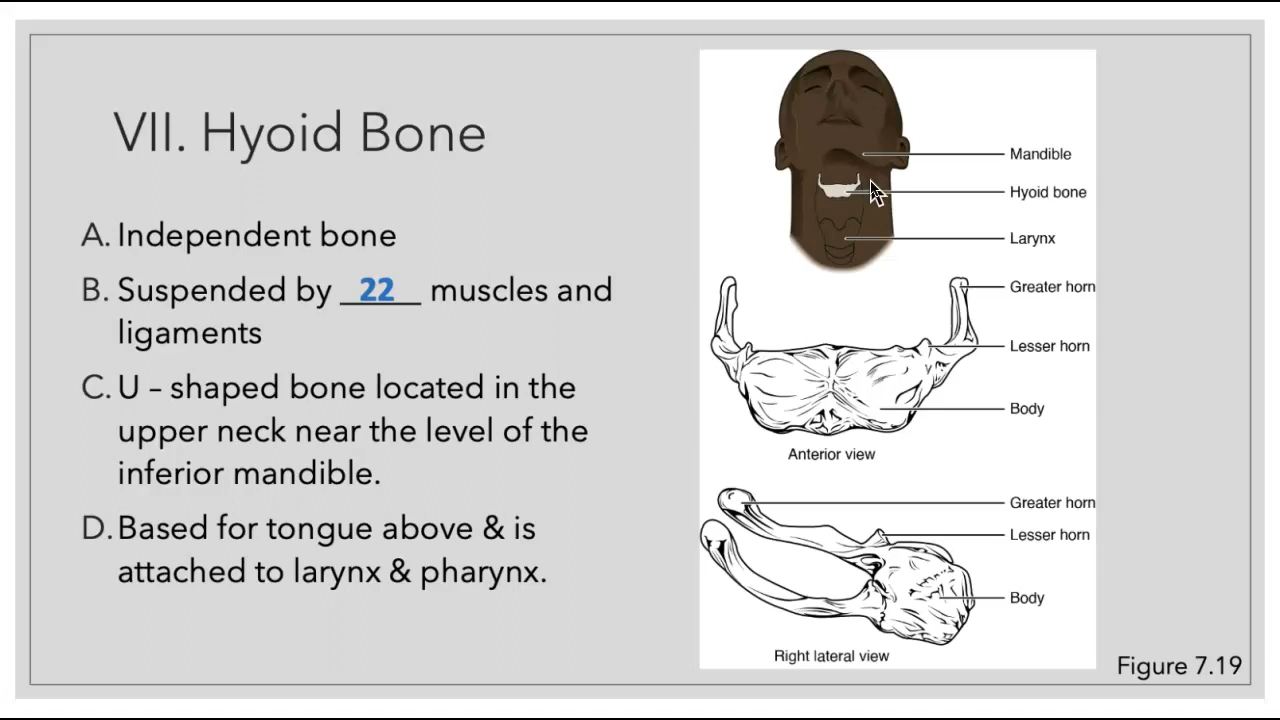 VII. Hyoid Bone
A. Independent bone
B. Suspended by __22__ muscles and
ligaments
C. U – shaped bone located in the
upper neck near the level of the
inferior mandible.
D. Based for tongue above & is
attached to larynx & pharynx.
Mandible
Hyoid bone
Larynx
Greater horn
Lesser horn
Body
Anterior view
Greater horn
Lesser horn
Body
Right lateral view
Figure 7.19